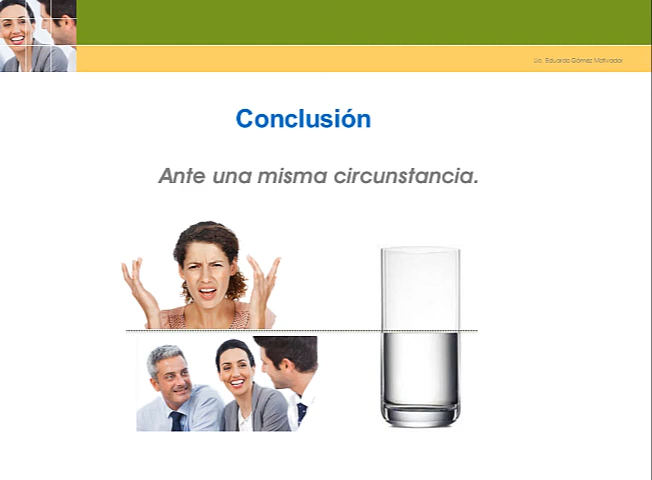 Lic. Eduardo Gómez Motivador
Conclusión
Ante una misma circunstancia.